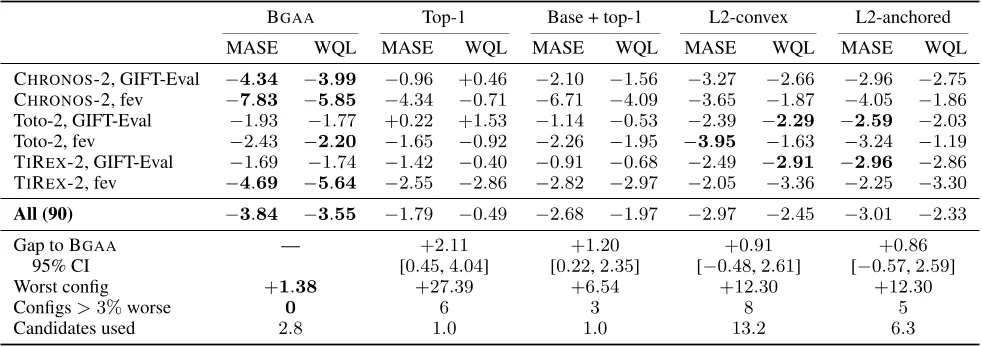 BGAA Top-1 Base + top-1 L2-convex L2-anchored
MASE WQL MASE WQL MASE WQL MASE WQL MASE WQL
CHRONOS-2, GIFT-Eval −4.34 −3.99 −0.96 +0.46 −2.10 −1.56 −3.27 −2.66 −2.96 −2.75
CHRONOS-2, fev −7.83 −5.85 −4.34 −0.71 −6.71 −4.09 −3.65 −1.87 −4.05 −1.86
Toto-2, GIFT-Eval −1.93 −1.77 +0.22 +1.53 −1.14 −0.53 −2.39 −2.29 −2.59 −2.03
Toto-2, fev −2.43 −2.20 −1.65 −0.92 −2.26 −1.95 −3.95 −1.63 −3.24 −1.19
TIREX-2, GIFT-Eval −1.69 −1.74 −1.42 −0.40 −0.91 −0.68 −2.49 −2.91 −2.96 −2.86
TIREX-2, fev −4.69 −5.64 −2.55 −2.86 −2.82 −2.97 −2.05 −3.36 −2.25 −3.30
All (90) −3.84 −3.55 −1.79 −0.49 −2.68 −1.97 −2.97 −2.45 −3.01 −2.33
Gap to BGAA — +2.11 +1.20 +0.91 +0.86
95% CI [0.45, 4.04] [0.22, 2.35] [−0.48, 2.61] [−0.57, 2.59]
Worst config +1.38 +27.39 +6.54 +12.30 +12.30
Configs > 3% worse 0 6 3 8 5
Candidates used 2.8 1.0 1.0 13.2 6.3